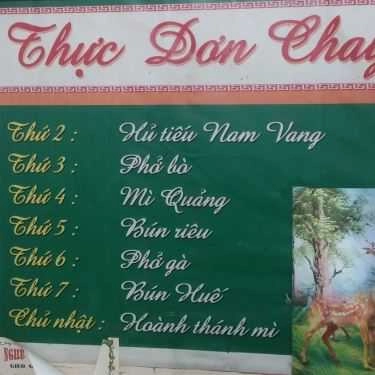 Thực Đơn Chay
Thứ 2 : Hủ tiếu Nam Vang
Thứ 3 : Phở bò
Thứ 4 : Mì Quảng
Thứ 5 : Bún riêu
Thứ 6 : Phở gà
Thứ 7 : Bún Huế
Chủ nhật : Hoành thánh mì